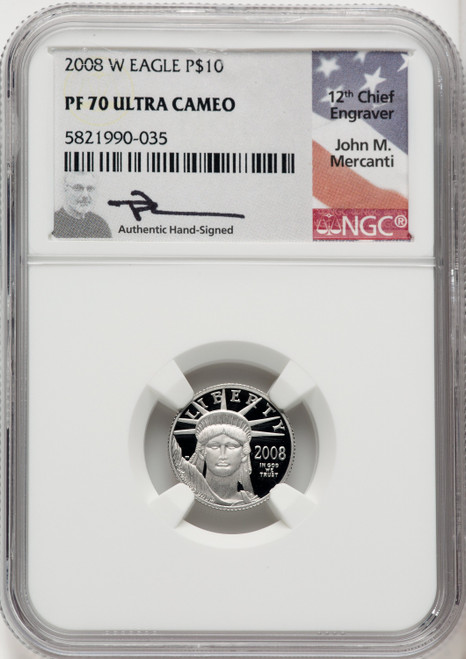 2008 W EAGLE P$10
PF 70 ULTRA CAMEO
5821990-035
Authentic Hand-Signed
12th Chief
Engraver
John M.
Mercanti
NGC®
LIBERTY
2008
IN GOD
WE
TRUST